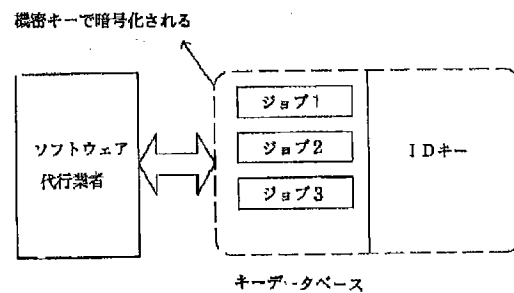 機密キーで暗号化される
ソフトウェア
代行業者
ジョブ1
ジョブ2
ジョブ3
IDキー
キーデータベース